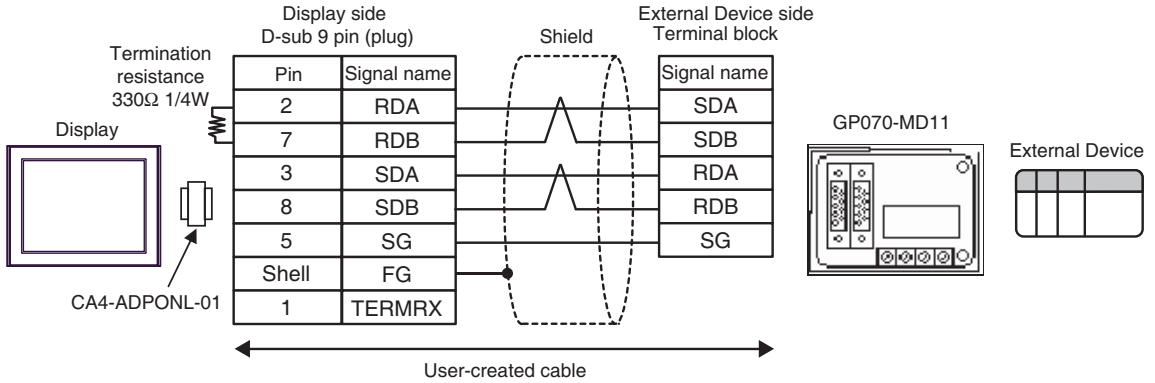 Display side
D-sub 9 pin (plug)
Shield
External Device side
Terminal block
Termination
resistance
330Ω 1/4W
Pin Signal name
Signal name
2 RDA
SDA
7 RDB
SDB
3 SDA
RDA
8 SDB
RDB
5 SG
SG
Shell FG
1 TERMRX
Display
CA4-ADPONL-01
GP070-MD11
External Device
User-created cable